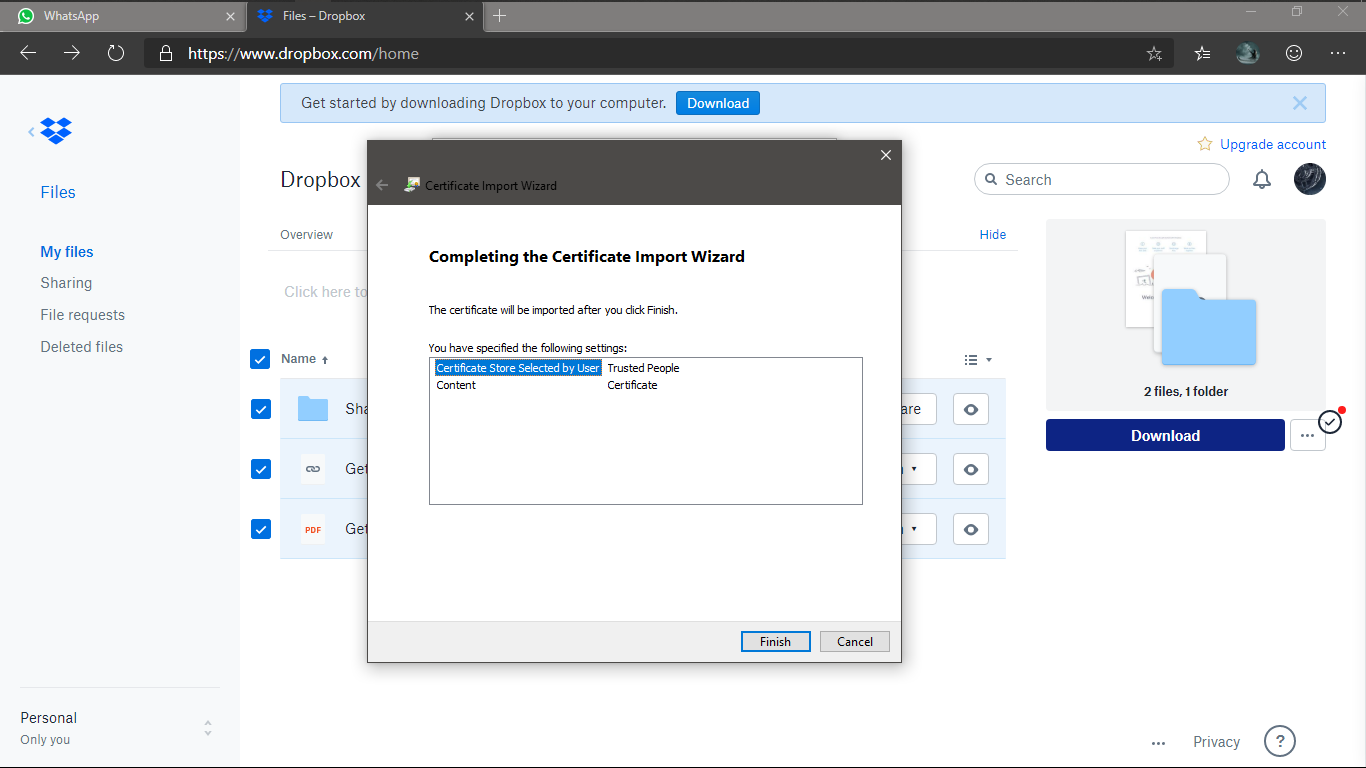 WhatsApp
Files – Dropbox
https://www.dropbox.com/home
Get started by downloading Dropbox to your computer. Download
Upgrade account
Dropbox
Search
Files
My files
Sharing
File requests
Deleted files
Overview
Hide
Click here to
Name
PDF
2 files, 1 folder
Download
Certificate Import Wizard
Completing the Certificate Import Wizard
The certificate will be imported after you click Finish.
You have specified the following settings:
Certificate Store Selected by User Trusted People
Content Certificate
Finish Cancel
Personal
Only you
Privacy
?